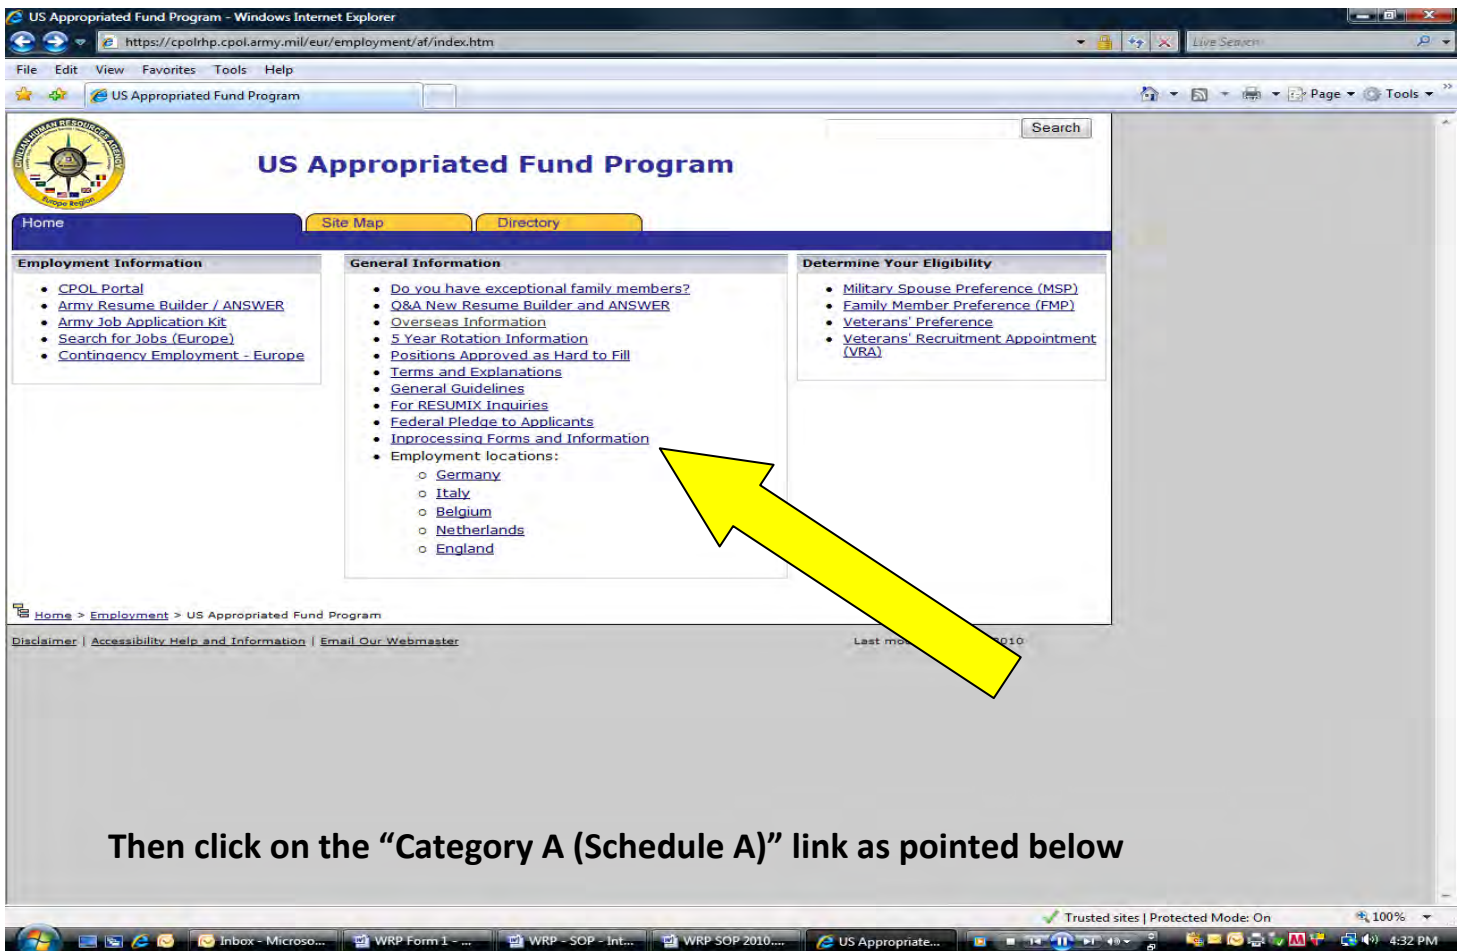 US Appropriated Fund Program - Windows Internet Explorer
https://cpolrhp.cpol.army.mil/eur/employment/af/index.htm
Live Search
File Edit View Favorites Tools Help
US Appropriated Fund Program
Page Tools
Search
CIVILIAN HUMAN RESOURCES AGENCY
Europe Region
US Appropriated Fund Program
Home Site Map Directory
Employment Information
• CPOL Portal
• Army Resume Builder / ANSWER
• Army Job Application Kit
• Search for Jobs (Europe)
• Contingency Employment - Europe
General Information
• Do you have exceptional family members?
• Q&A New Resume Builder and ANSWER
• Overseas Information
• 5 Year Rotation Information
• Positions Approved as Hard to Fill
• Terms and Explanations
• General Guidelines
• For RESUMIX Inquiries
• Federal Pledge to Applicants
• Inprocessing Forms and Information
• Employment locations:
o Germany
o Italy
o Belgium
o Netherlands
o England
Determine Your Eligibility
• Military Spouse Preference (MSP)
• Family Member Preference (FMP)
• Veterans' Preference
• Veterans' Recruitment Appointment
(VRA)
Home > Employment > US Appropriated Fund Program
Disclaimer | Accessibility Help and Information | Email Our Webmaster
Last
Then click on the “Category A (Schedule A)” link as pointed below
Trusted sites | Protected Mode: On 100%
Inbox - Microso... WRP Form 1 - ... WRP - SOP - Int... WRP SOP 2010.... US Appropriate... 4:32 PM